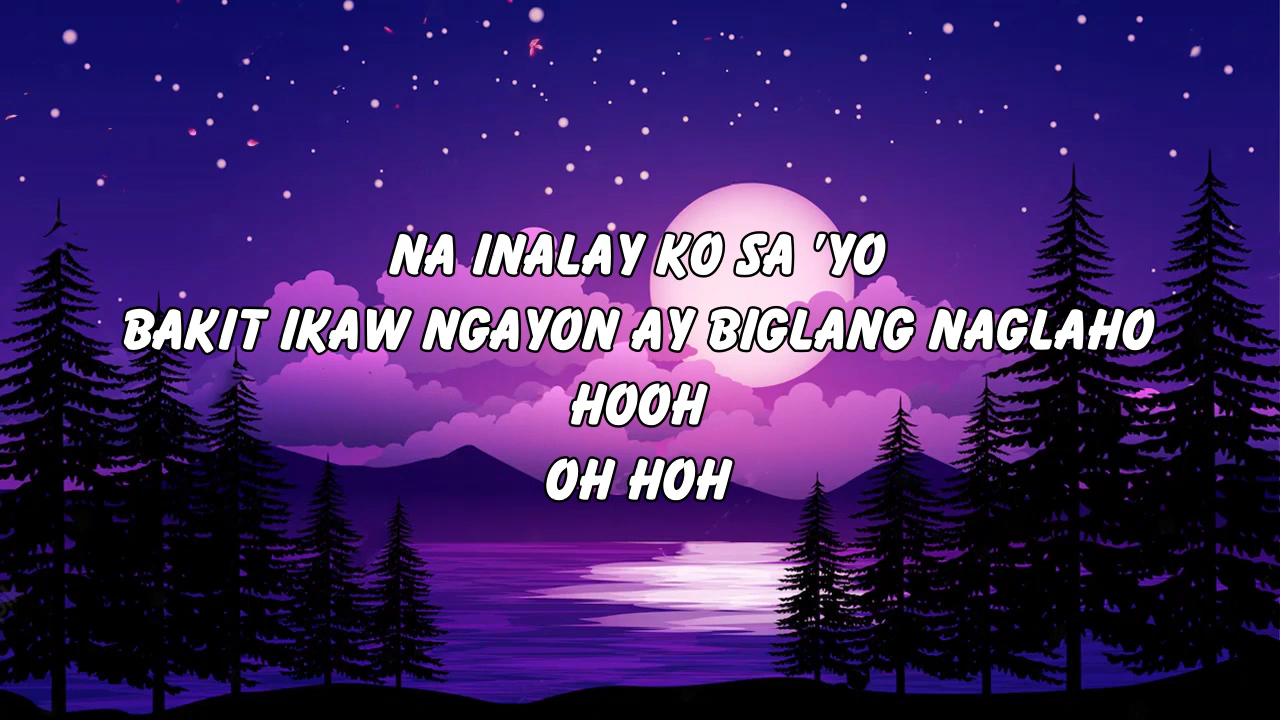 NA INALAY KO SA 'YO
BAKIT IKAW NGAYON AY BIGLANG NAGLAHO
HOOH
OH HOH